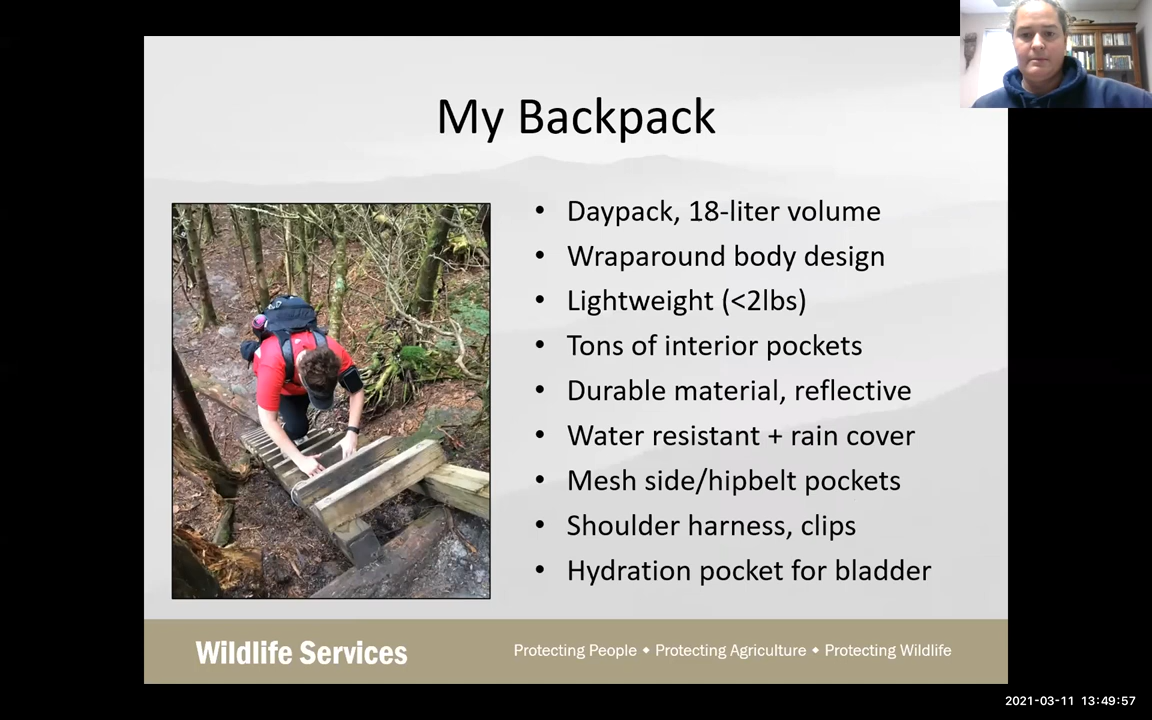 My Backpack
• Daypack, 18-liter volume
• Wraparound body design
• Lightweight (<2lbs)
• Tons of interior pockets
• Durable material, reflective
• Water resistant + rain cover
• Mesh side/hipbelt pockets
• Shoulder harness, clips
• Hydration pocket for bladder
Wildlife Services
Protecting People ◆ Protecting Agriculture ◆ Protecting Wildlife
2021-03-11 13:49:57